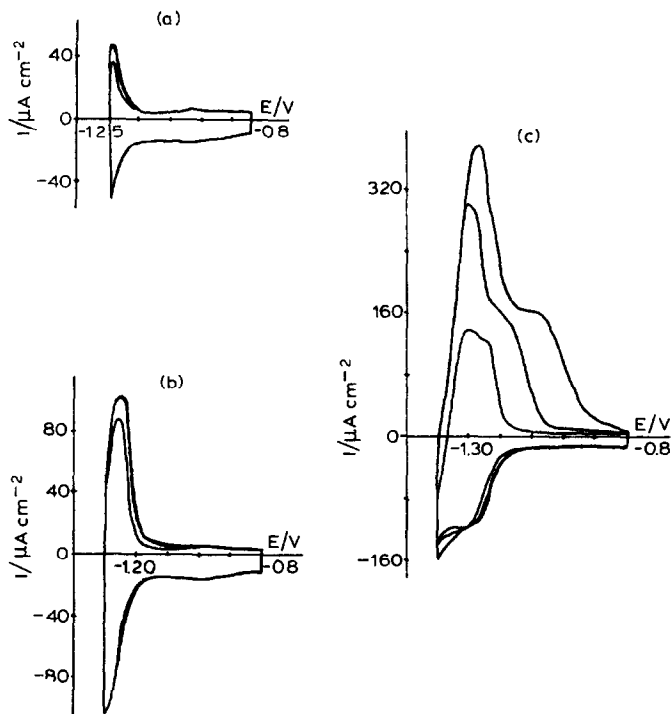 (a)
I/μA cm⁻²
40
0
-40
-1.25
E/V
-0.8
(b)
I/μA cm⁻²
80
40
0
-40
-80
-1.20
E/V
-0.8
(c)
I/μA cm⁻²
320
160
0
-160
-1.30
E/V
-0.8